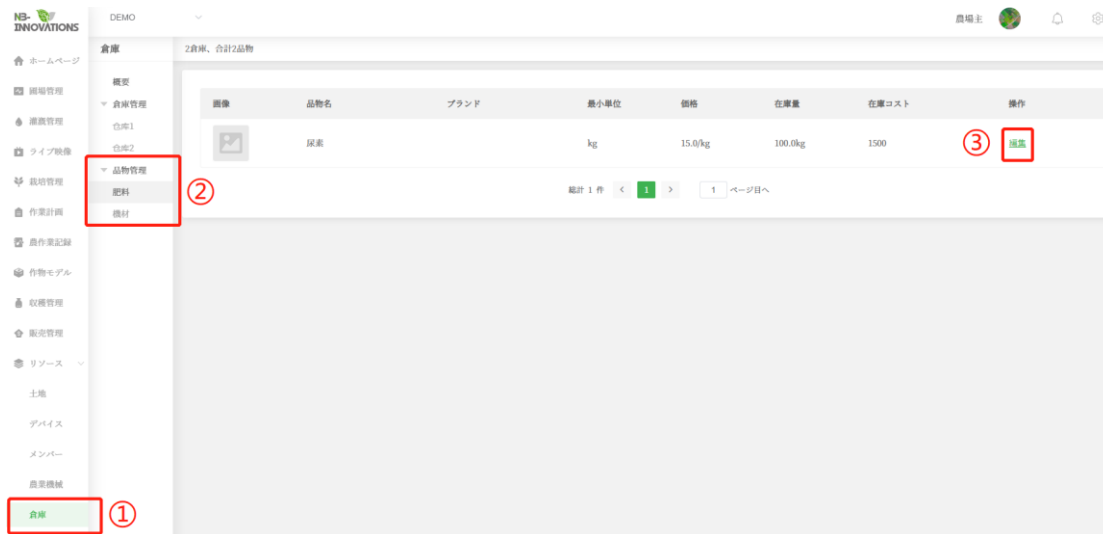 NB-
INNOVATIONS
DEMO
農場主
ホームページ
圃場管理
灌漑管理
ライブ映像
栽培管理
作業計画
農作業記録
作物モデル
収穫管理
販売管理
リソース
土地
デバイス
メンバー
農業機械
倉庫
①
倉庫
概要
倉庫管理
仓库1
仓库2
品物管理
肥料
機材
②
2倉庫、合計2品物
画像 品物名 ブランド 最小単位 価格 在庫量 在庫コスト 操作
尿素 kg 15.0/kg 100.0kg 1500 ③ 編集
総計 1 件 < 1 > 1 ページ目へ